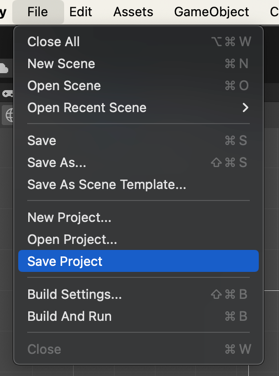 y File Edit Assets GameObject C
Close All ⌥⌘W
New Scene ⌘N
Open Scene ⌘O
Open Recent Scene >
Save ⌘S
Save As... ⇧⌘S
Save As Scene Template...
New Project...
Open Project...
Save Project
Build Settings... ⇧⌘B
Build And Run ⌘B
Close ⌘W